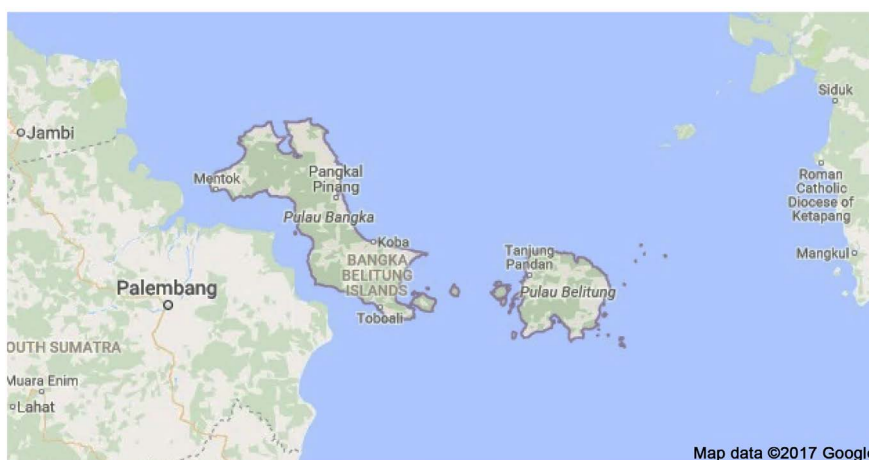 Siduk
Jambi
Mentok
Pangkal
Pinang
Roman
Catholic
Diocese of
Ketapang
Pulau Bangka
Koba
Tanjung
Pandan
Mangkul
BANGKA
BELITUNG
ISLANDS
Palembang
Pulau Belitung
Toboali
OUTH SUMATRA
Muara Enim
Lahat
Map data ©2017 Google